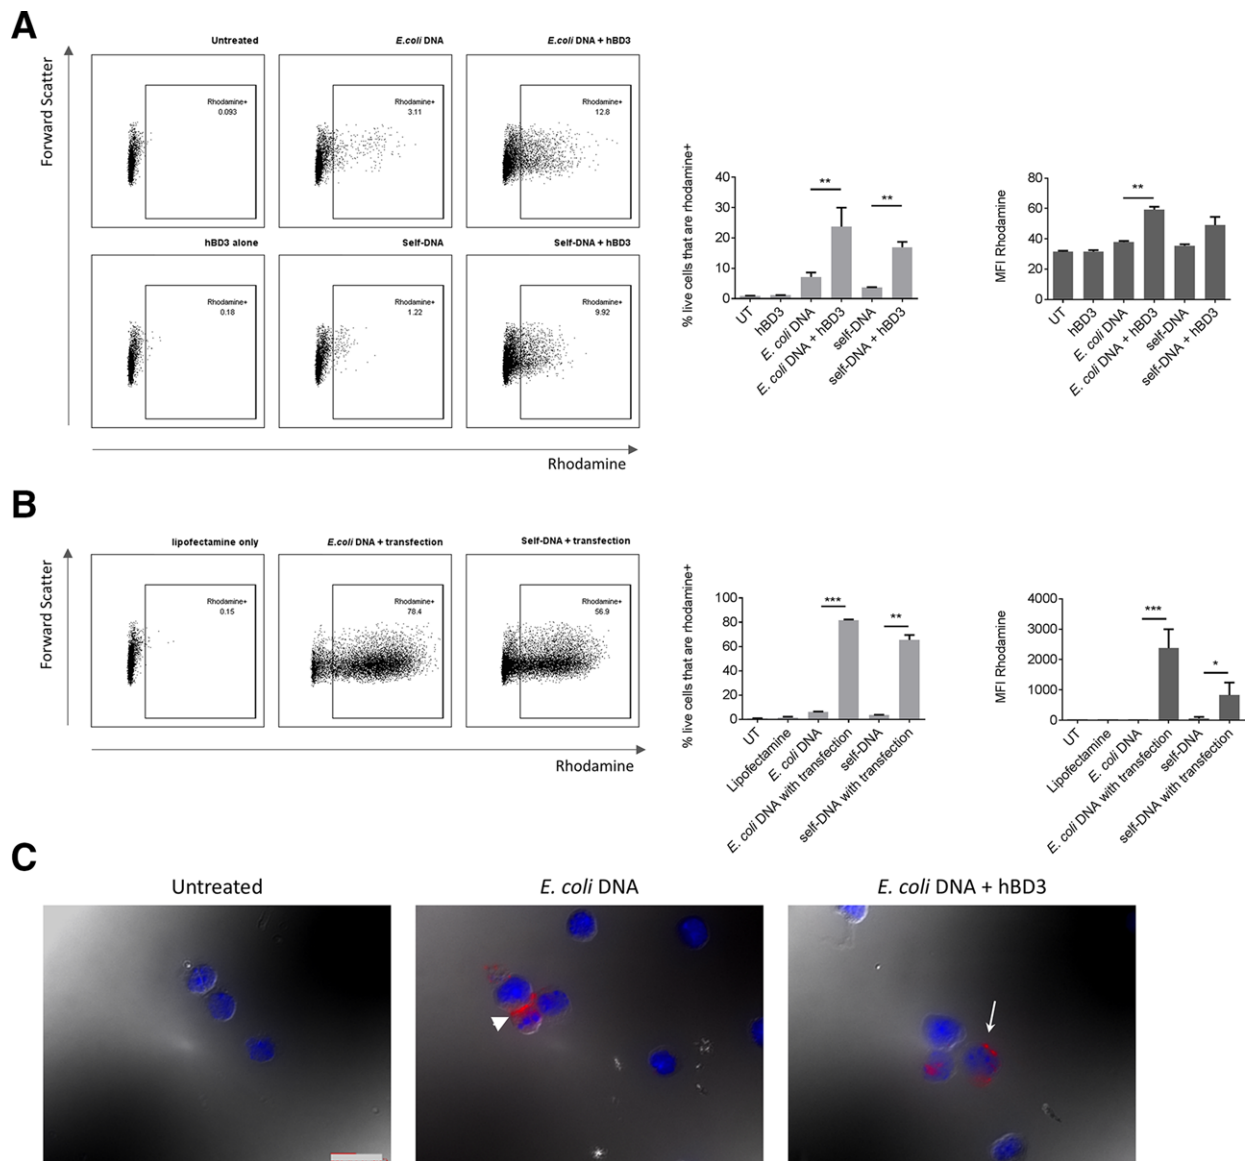 A
Forward Scatter
Untreated
E.coli DNA
E.coli DNA + hBD3
Rhodamine+
0.093
Rhodamine+
3.11
Rhodamine+
12.8
hBD3 alone
Self-DNA
Self-DNA + hBD3
Rhodamine+
0.18
Rhodamine+
1.22
Rhodamine+
9.92
Rhodamine
% live cells that are rhodamine+
40
30
20
10
0
**
**
UT
hBD3
E. coli DNA
E. coli DNA + hBD3
self-DNA
self-DNA + hBD3
MFI Rhodamine
80
60
40
20
0
**
UT
hBD3
E. coli DNA
E. coli DNA + hBD3
self-DNA
self-DNA + hBD3
B
Forward Scatter
lipofectamine only
E.coli DNA + transfection
Self-DNA + transfection
Rhodamine+
0.15
Rhodamine+
78.4
Rhodamine+
56.9
Rhodamine
% live cells that are rhodamine+
100
80
60
40
20
0
***
**
UT
Lipofectamine
E. coli DNA
E. coli DNA with transfection
self-DNA
self-DNA with transfection
MFI Rhodamine
4000
3000
2000
1000
0
***
*
UT
Lipofectamine
E. coli DNA
E. coli DNA with transfection
self-DNA
self-DNA with transfection
C
Untreated
E. coli DNA
E. coli DNA + hBD3